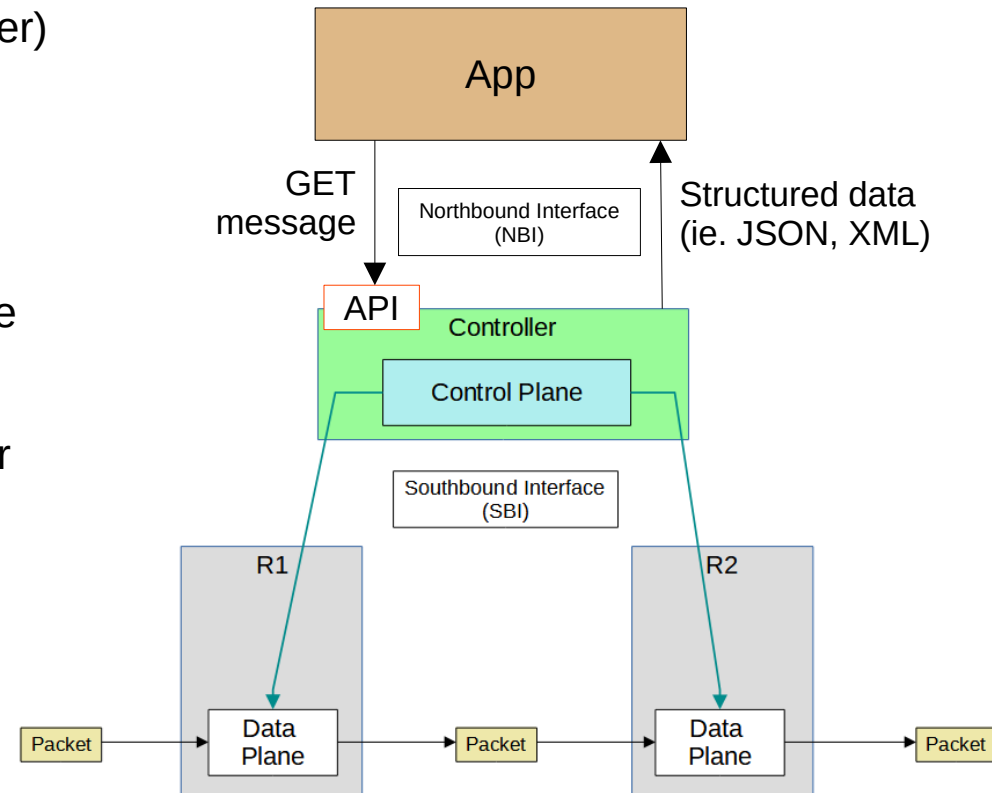 er)
App
GET
message
Northbound Interface
(NBI)
Structured data
(ie. JSON, XML)
API
e
Controller
Control Plane
r
Southbound Interface
(SBI)
R1
R2
Packet
Data
Plane
Packet
Data
Plane
Packet